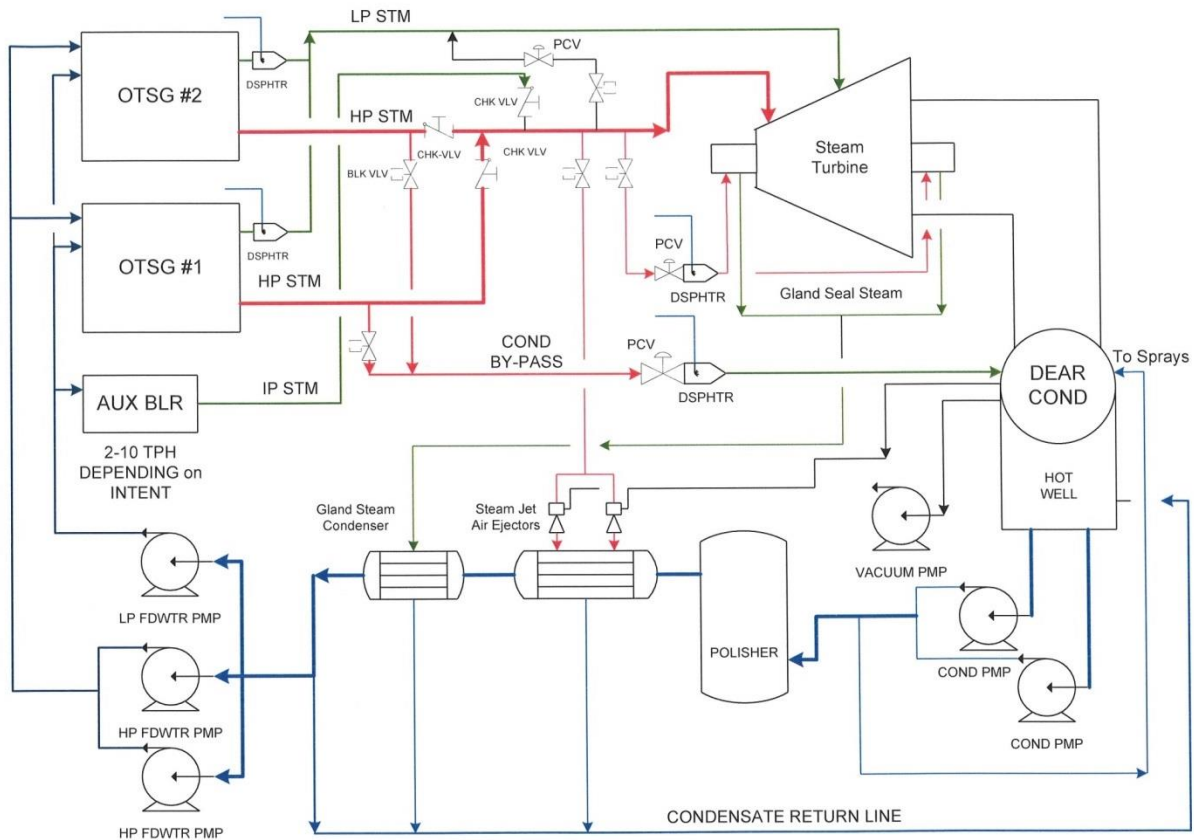 LP STM
PCV
OTSG #2
DSPHTR
CHK VLV
HP STM
CHK-VLV
CHK VLV
BLK VLV
Steam
Turbine
OTSG #1
DSPHTR
HP STM
PCV
DSPHTR
Gland Seal Steam
COND
BY-PASS
PCV
DSPHTR
To Sprays
DEAR
COND
AUX BLR
IP STM
2-10 TPH
DEPENDING on
INTENT
HOT
WELL
Gland Steam
Condenser
Steam Jet
Air Ejectors
VACUUM PMP
LP FDWTR PMP
POLISHER
COND PMP
HP FDWTR PMP
COND PMP
CONDENSATE RETURN LINE
HP FDWTR PMP